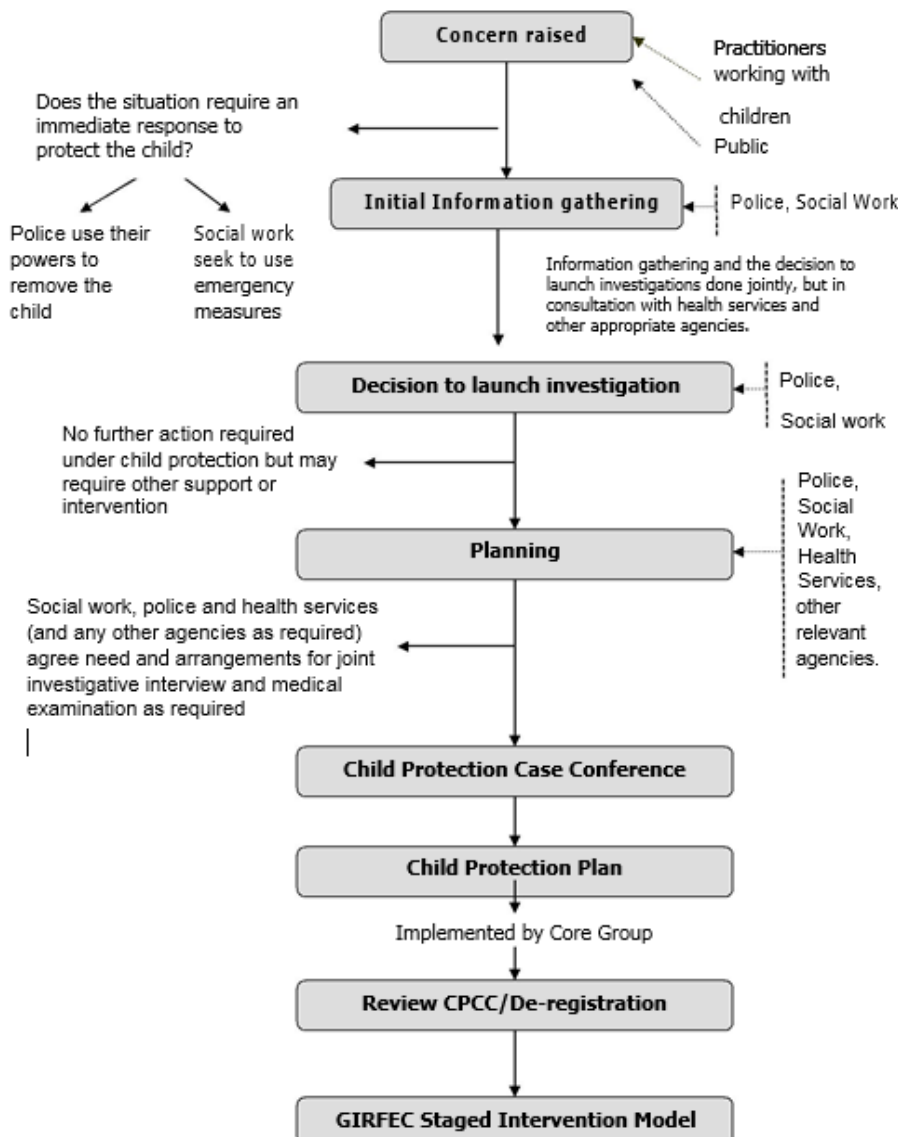 Concern raised
Practitioners
working with
children
Public
Does the situation require an
immediate response to
protect the child?
Initial Information gathering
Police, Social Work
Police use their
powers to
remove the
child
Social work
seek to use
emergency
measures
Information gathering and the decision to
launch investigations done jointly, but in
consultation with health services and
other appropriate agencies.
Decision to launch investigation
Police,
Social work
No further action required
under child protection but may
require other support or
intervention
Planning
Police,
Social
Work,
Health
Services,
other
relevant
agencies.
Social work, police and health services
(and any other agencies as required)
agree need and arrangements for joint
investigative interview and medical
examination as required
Child Protection Case Conference
Child Protection Plan
Implemented by Core Group
Review CPCC/De-registration
GIRFEC Staged Intervention Model